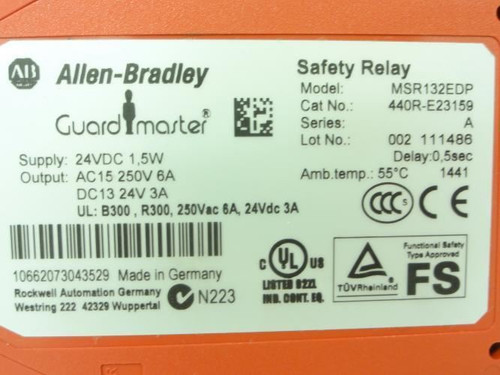 AB Allen-Bradley
Guardmaster®
Safety Relay
Model: MSR132EDP
Cat No.: 440R-E23159
Series: A
Lot No.: 002 111486
Delay:0,5sec
Amb.temp.: 55°C 1441
Supply: 24VDC 1,5W
Output: AC15 250V 6A
DC13 24V 3A
UL: B300 , R300, 250Vac 6A, 24Vdc 3A
CCC S CE
10662073043529 Made in Germany
Rockwell Automation Germany
Westring 222 42329 Wuppertal
N223
C UL US
LISTED 82ZL
IND. CONT. EQ.
TÜVRheinland
Functional Safety
Type Approved
FS